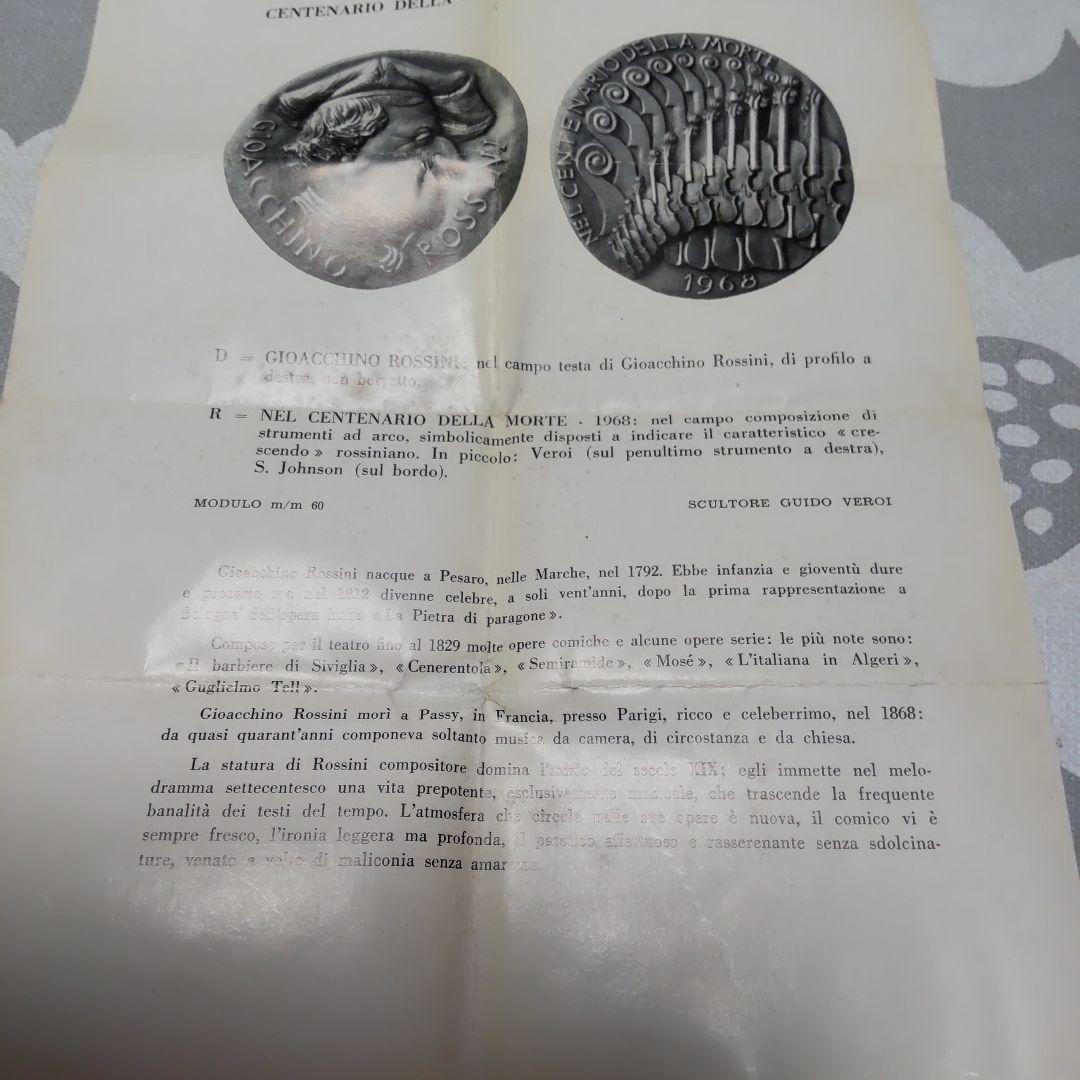 CENTENARIO DELLA
GIOACCHINO ROSSINI
NEL CENTENARIO DELLA MORTE
1968
D = GIOACCHINO ROSSINI: nel campo testa di Gioacchino Rossini, di profilo a
destra, con berretto.
R = NEL CENTENARIO DELLA MORTE - 1968: nel campo composizione di
strumenti ad arco, simbolicamente disposti a indicare il caratteristico « cre-
scendo » rossiniano. In piccolo: Veroi (sul penultimo strumento a destra),
S. Johnson (sul bordo).
MODULO m/m 60
SCULTORE GUIDO VEROI
Gioacchino Rossini nacque a Pesaro, nelle Marche, nel 1792. Ebbe infanzia e gioventù dure
e ma nel 1812 divenne celebre, a soli vent'anni, dopo la prima rappresentazione a
Bologna dell'opera buffa « La Pietra di paragone ».
Compose per il teatro fino al 1829 molte opere comiche e alcune opere serie: le più note sono:
« Il barbiere di Siviglia », « Cenerentola », « Semiramide », « Mosé », « L'italiana in Algeri »,
« Guglielmo Tell ».
Gioacchino Rossini morì a Passy, in Francia, presso Parigi, ricco e celeberrimo, nel 1868:
da quasi quarant'anni componeva soltanto musica da camera, di circostanza e da chiesa.
La statura di Rossini compositore domina l'inizio del secolo XIX; egli immette nel melo-
dramma settecentesco una vita prepotente, esclusivamente musicale, che trascende la frequente
banalità dei testi del tempo. L'atmosfera che circola nelle sue opere è nuova, il comico vi è
sempre fresco, l'ironia leggera ma profonda, il patetico affettuoso e rasserenante senza sdolcina-
ture, venato a volte di maliconia senza amarezza.